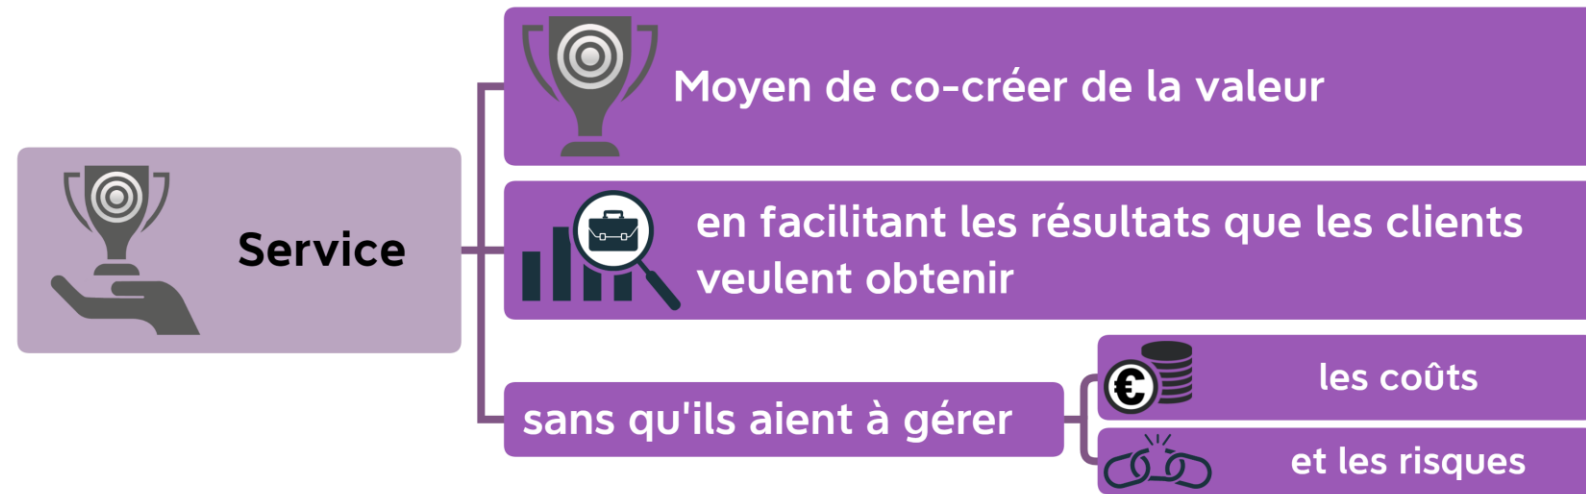 Service
Moyen de co-créer de la valeur
en facilitant les résultats que les clients
veulent obtenir
sans qu'ils aient à gérer
€
les coûts
et les risques